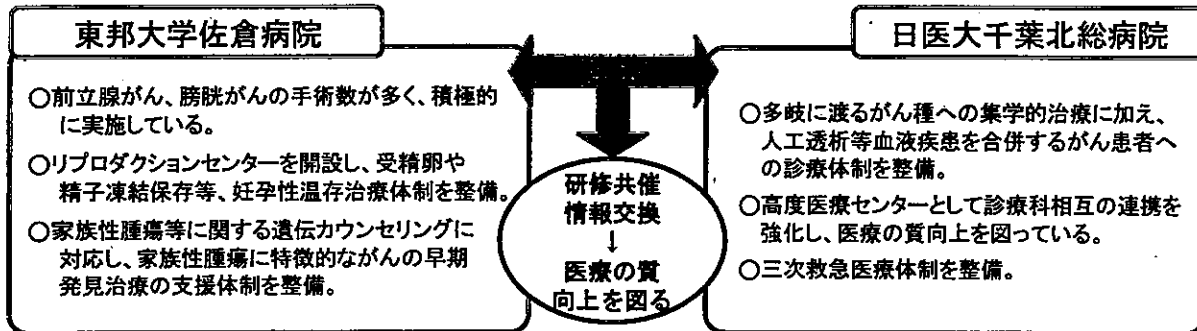 東邦大学佐倉病院
○前立腺がん、膀胱がんの手術数が多く、積極的
に実施している。
○リプロダクションセンターを開設し、受精卵や
精子凍結保存等、妊孕性温存治療体制を整備。
○家族性腫瘍等に関する遺伝カウンセリングに
対応し、家族性腫瘍に特徴的ながんの早期
発見治療の支援体制を整備。
研修共催
情報交換
↓
医療の質
向上を図る
日医大千葉北総病院
○多岐に渡るがん種への集学的治療に加え、
人工透析等血液疾患を合併するがん患者へ
の診療体制を整備。
○高度医療センターとして診療科相互の連携を
強化し、医療の質向上を図っている。
○三次救急医療体制を整備。